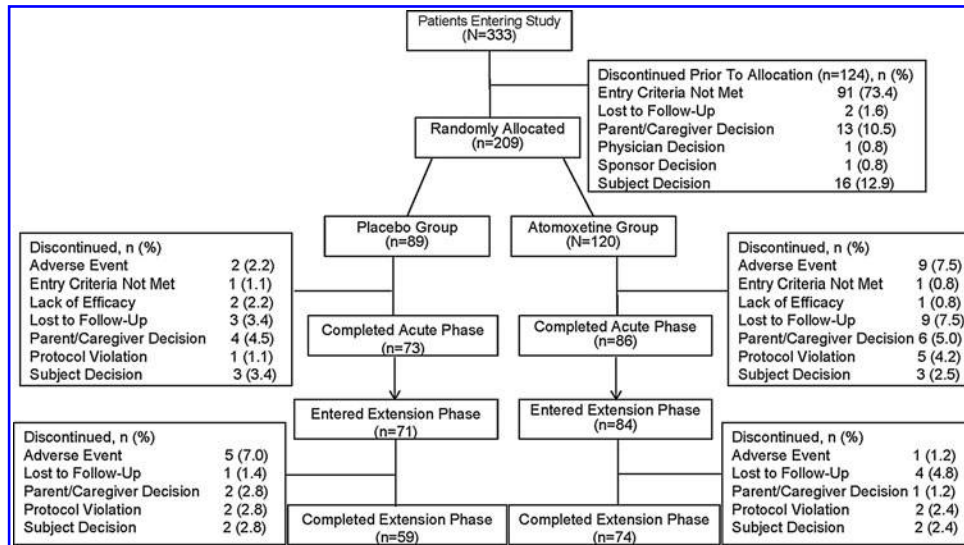 Patients Entering Study
(N=333)
Discontinued Prior To Allocation (n=124), n (%)
Entry Criteria Not Met 91 (73.4)
Lost to Follow-Up 2 (1.6)
Parent/Caregiver Decision 13 (10.5)
Physician Decision 1 (0.8)
Sponsor Decision 1 (0.8)
Subject Decision 16 (12.9)
Randomly Allocated
(n=209)
Placebo Group
(n=89)
Atomoxetine Group
(N=120)
Discontinued, n (%)
Adverse Event 2 (2.2)
Entry Criteria Not Met 1 (1.1)
Lack of Efficacy 2 (2.2)
Lost to Follow-Up 3 (3.4)
Parent/Caregiver Decision 4 (4.5)
Protocol Violation 1 (1.1)
Subject Decision 3 (3.4)
Discontinued, n (%)
Adverse Event 9 (7.5)
Entry Criteria Not Met 1 (0.8)
Lack of Efficacy 1 (0.8)
Lost to Follow-Up 9 (7.5)
Parent/Caregiver Decision 6 (5.0)
Protocol Violation 5 (4.2)
Subject Decision 3 (2.5)
Completed Acute Phase
(n=73)
Completed Acute Phase
(n=86)
Entered Extension Phase
(n=71)
Entered Extension Phase
(n=84)
Discontinued, n (%)
Adverse Event 5 (7.0)
Lost to Follow-Up 1 (1.4)
Parent/Caregiver Decision 2 (2.8)
Protocol Violation 2 (2.8)
Subject Decision 2 (2.8)
Discontinued, n (%)
Adverse Event 1 (1.2)
Lost to Follow-Up 4 (4.8)
Parent/Caregiver Decision 1 (1.2)
Protocol Violation 2 (2.4)
Subject Decision 2 (2.4)
Completed Extension Phase
(n=59)
Completed Extension Phase
(n=74)